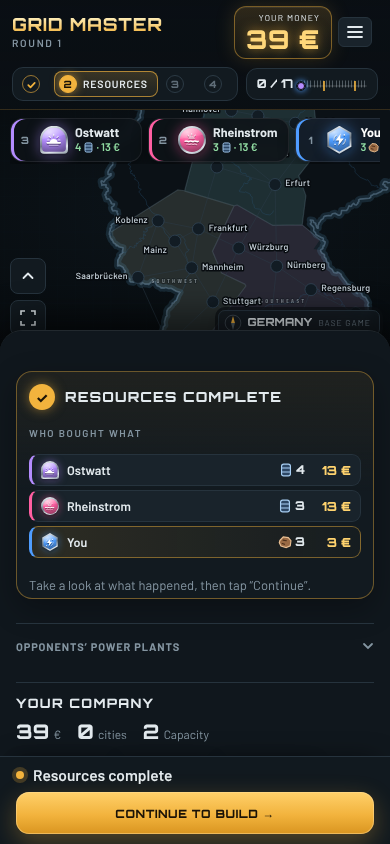 GRID MASTER
ROUND 1
YOUR MONEY
39 €
2 RESOURCES 3 4
0 / 17
3 Ostwatt
4 · 13 €
2 Rheinstrom
3 · 13 €
1 You
3
Erfurt
Koblenz
Frankfurt
Mainz
Würzburg
Saarbrücken
Mannheim
Nürnberg
SOUTHWEST
Regensburg
Stuttgart
GERMANY BASE GAME
RESOURCES COMPLETE
WHO BOUGHT WHAT
Ostwatt 4 13 €
Rheinstrom 3 13 €
You 3 3 €
Take a look at what happened, then tap “Continue”.
OPPONENTS’ POWER PLANTS
YOUR COMPANY
39 € 0 cities 2 Capacity
Resources complete
CONTINUE TO BUILD →